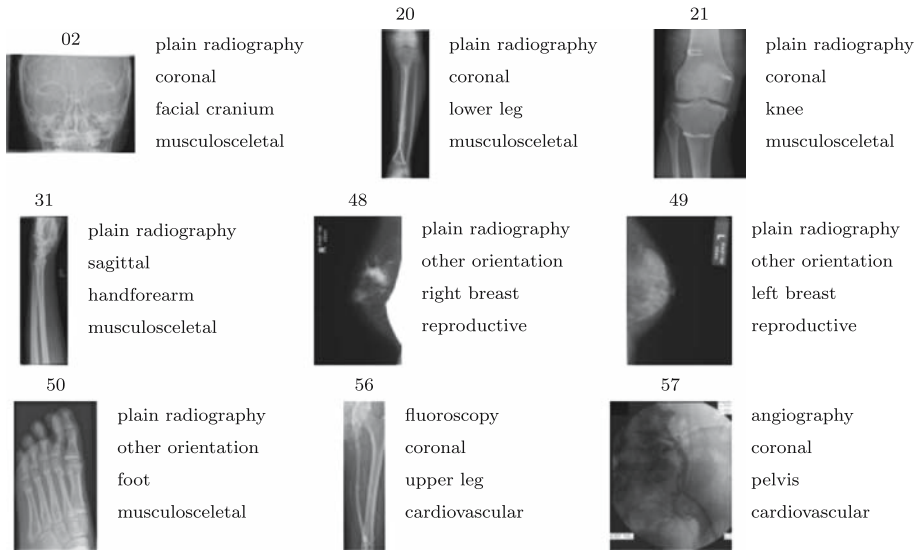 02
plain radiography
coronal
facial cranium
musculosceletal
20
plain radiography
coronal
lower leg
musculosceletal
21
plain radiography
coronal
knee
musculosceletal
31
plain radiography
sagittal
handforearm
musculosceletal
48
plain radiography
other orientation
right breast
reproductive
49
L
plain radiography
other orientation
left breast
reproductive
50
plain radiography
other orientation
foot
musculosceletal
56
fluoroscopy
coronal
upper leg
cardiovascular
57
angiography
coronal
pelvis
cardiovascular